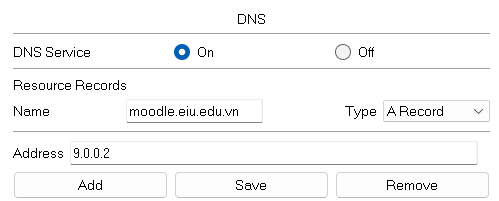 DNS
DNS Service On Off
Resource Records
Name moodle.eiu.edu.vn Type A Record
Address 9.0.0.2
Add Save Remove